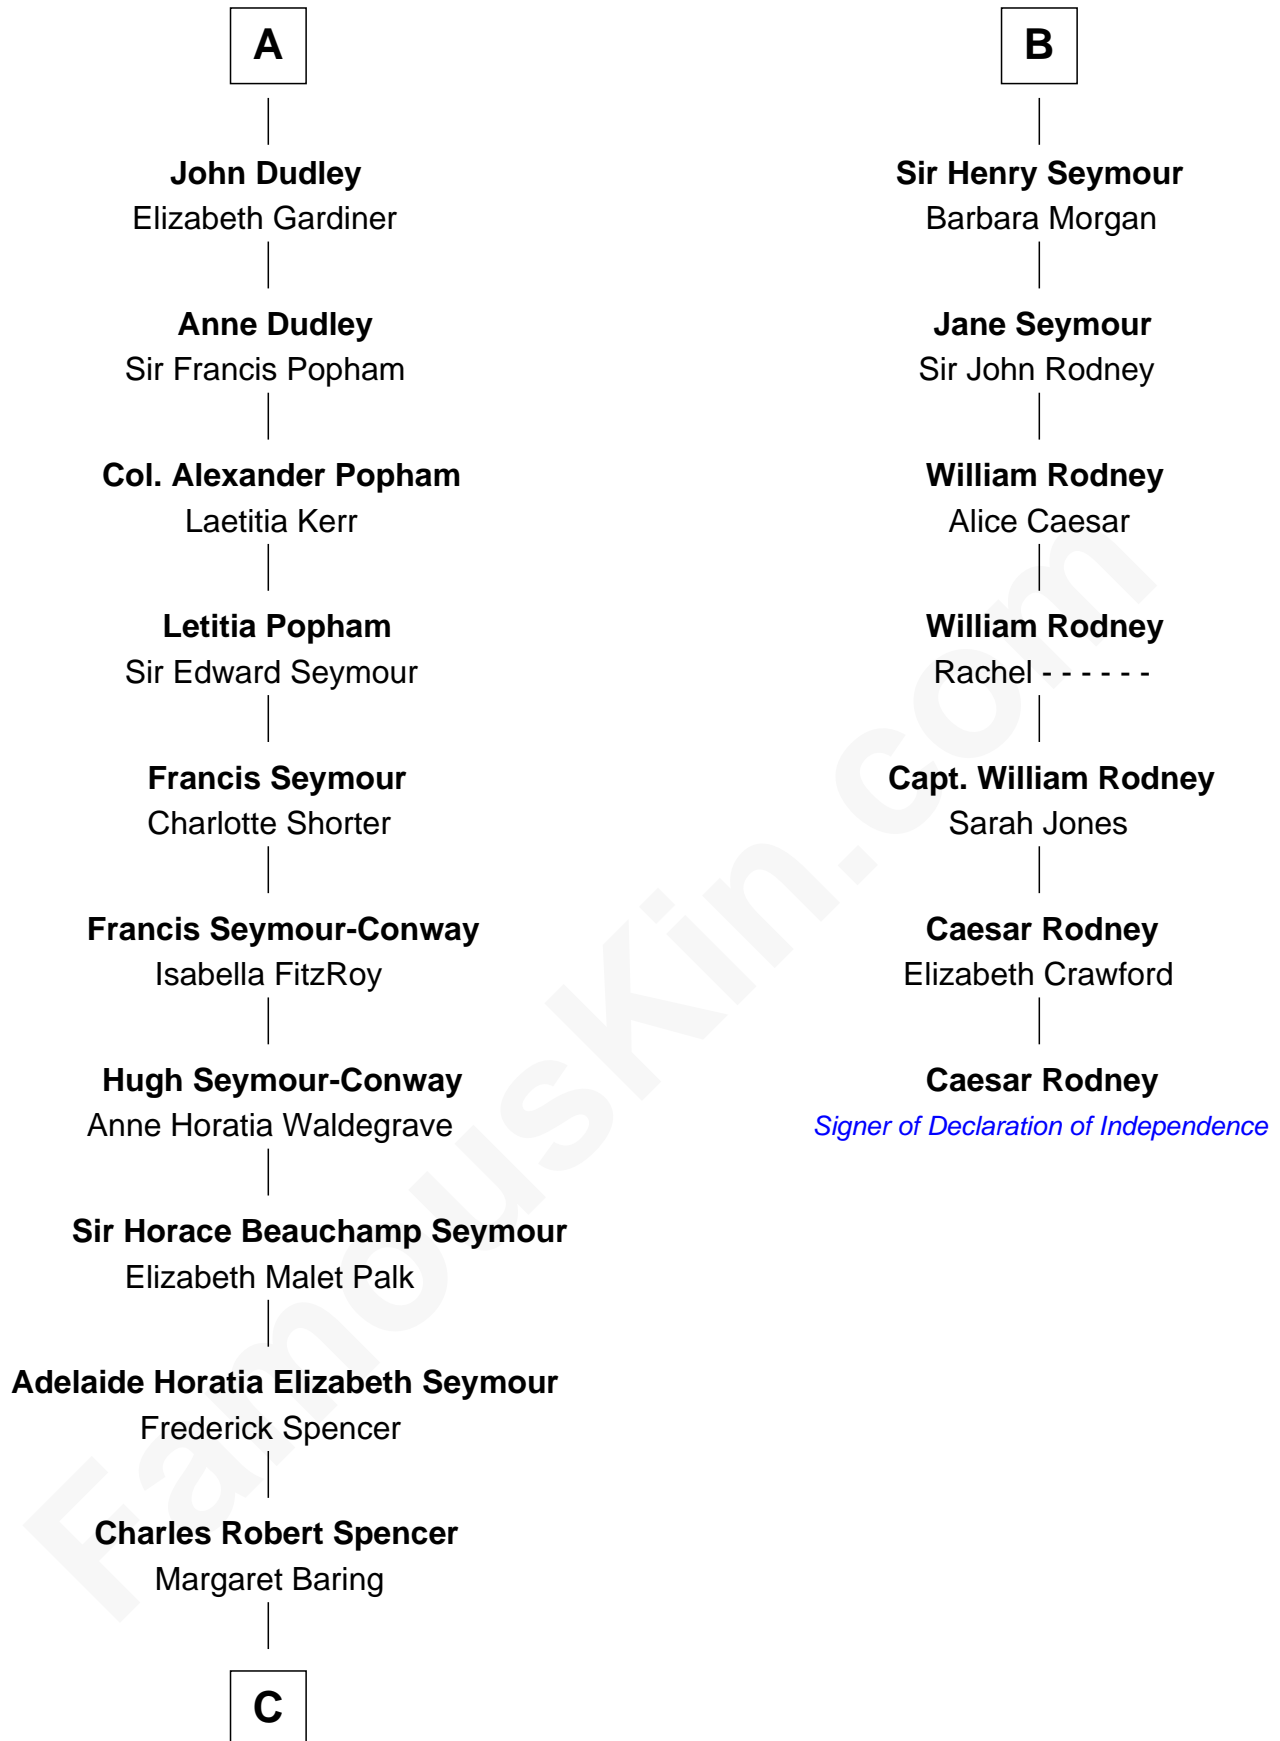 A
John Dudley
Elizabeth Gardiner
Anne Dudley
Sir Francis Popham
Col. Alexander Popham
Laetitia Kerr
Letitia Popham
Sir Edward Seymour
Francis Seymour
Charlotte Shorter
Francis Seymour-Conway
Isabella FitzRoy
Hugh Seymour-Conway
Anne Horatia Waldegrave
Sir Horace Beauchamp Seymour
Elizabeth Malet Palk
Adelaide Horatia Elizabeth Seymour
Frederick Spencer
Charles Robert Spencer
Margaret Baring
C
B
Sir Henry Seymour
Barbara Morgan
Jane Seymour
Sir John Rodney
William Rodney
Alice Caesar
William Rodney
Rachel - - - - - -
Capt. William Rodney
Sarah Jones
Caesar Rodney
Elizabeth Crawford
Caesar Rodney
Signer of Declaration of Independence
FamousKin.com